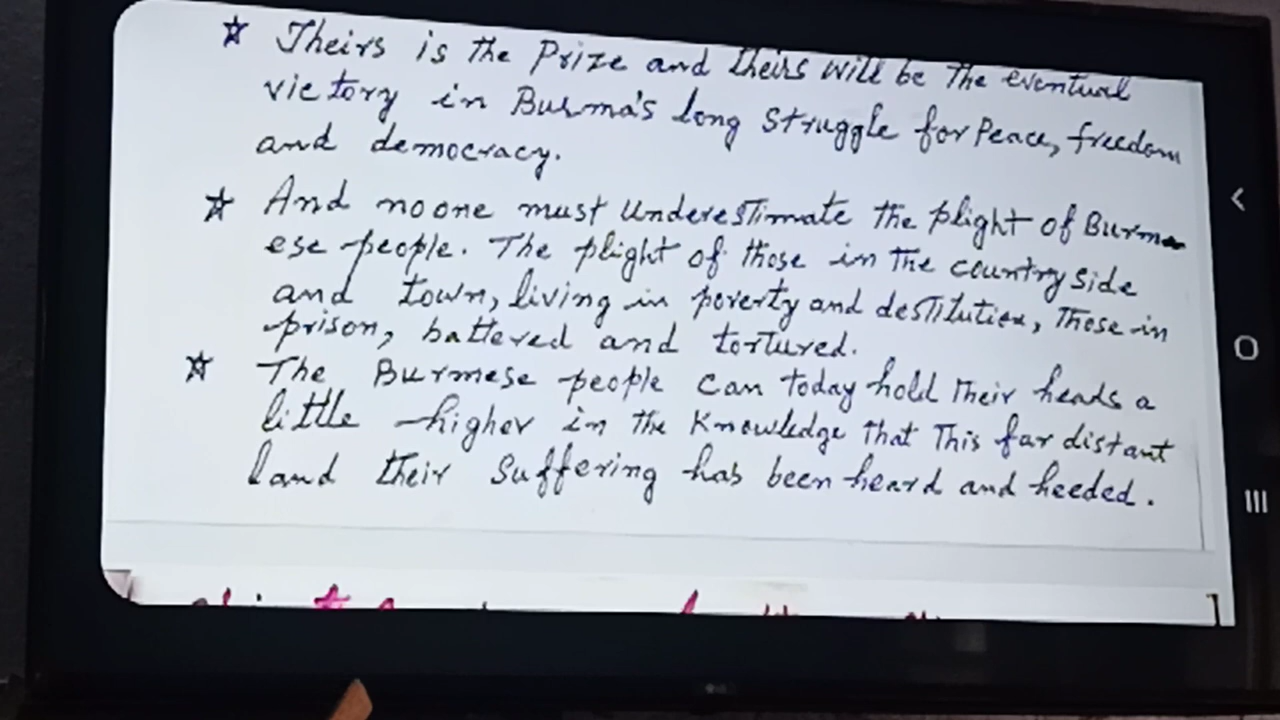 ☆ Theirs is the Prize and theirs will be the eventual
victory in Burma's long struggle for Peace, freedom
and democracy.
☆ And no one must underestimate the plight of Burm
ese people. The plight of those in the country side
and town, living in poverty and destitution, those in
prison, battered and tortured.
☆ The Burmese people can today hold their heads a
little higher in the knowledge that this far distant
land their suffering has been heard and heeded.